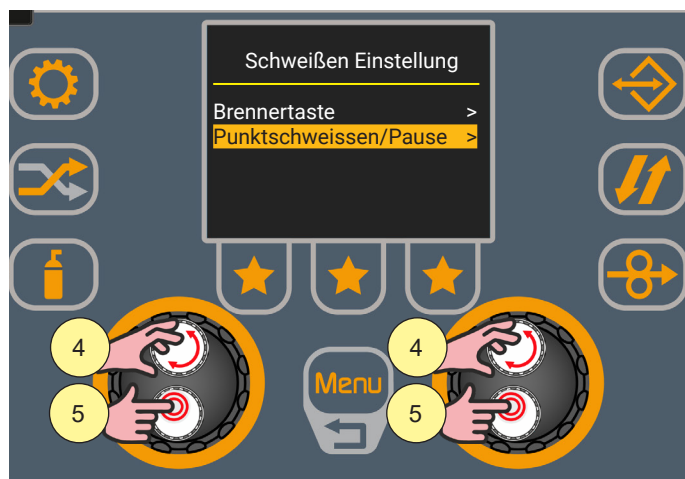 Schweißen Einstellung
Brennertaste >
Punktschweissen/Pause >
4
4
Menu
5
5